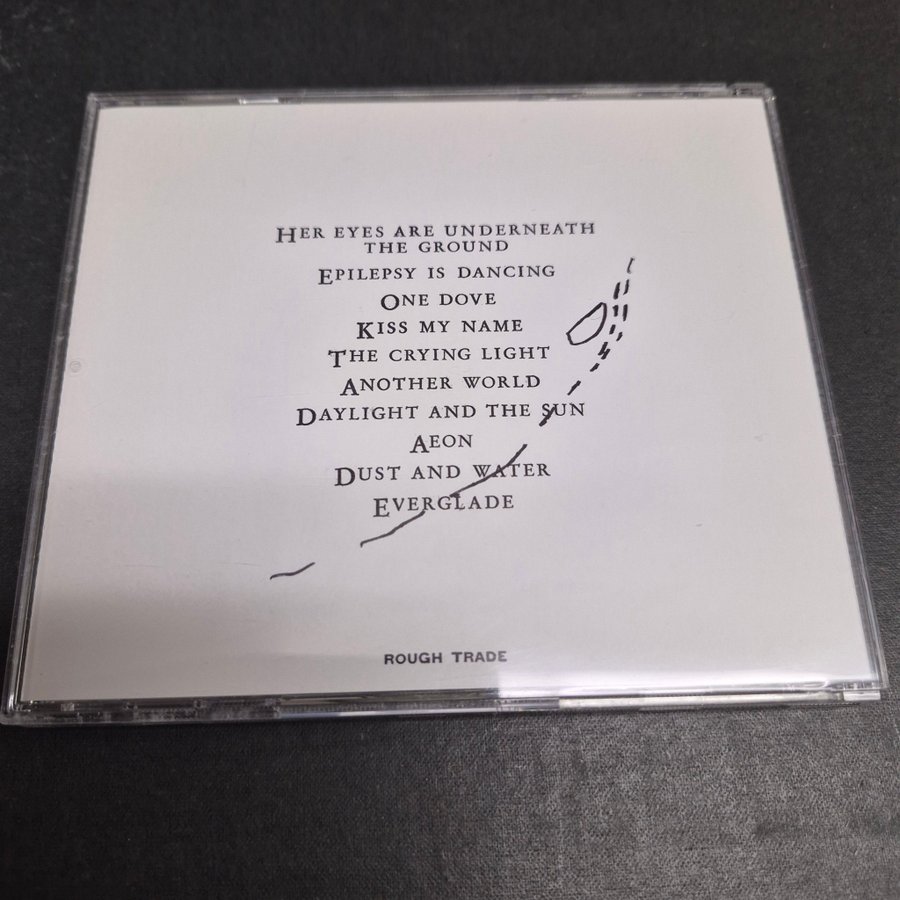 HER EYES ARE UNDERNEATH
THE GROUND
EPILEPSY IS DANCING
ONE DOVE
KISS MY NAME
THE CRYING LIGHT
ANOTHER WORLD
DAYLIGHT AND THE SUN
AEON
DUST AND WATER
EVERGLADE
ROUGH TRADE